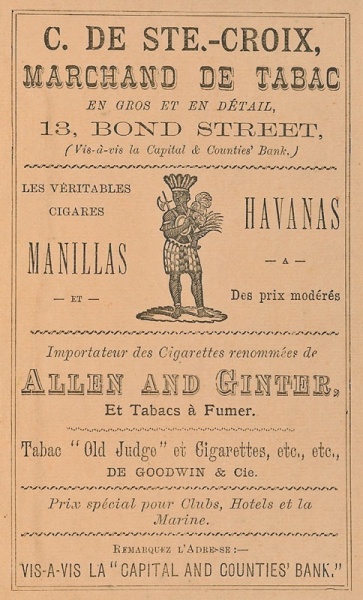 C. DE STE.-CROIX,
MARCHAND DE TABAC
EN GROS ET EN DÉTAIL,
13, BOND STREET,
(Vis-à-vis la Capital & Counties' Bank.)
LES VÉRITABLES
CIGARES
MANILLAS
— ET —
HAVANAS
— A —
Des prix modérés
Importateur des Cigarettes renommées de
ALLEN AND GINTER,
Et Tabacs à Fumer.
Tabac "Old Judge" et Cigarettes, etc., etc.,
DE GOODWIN & Cie.
Prix spécial pour Clubs, Hotels et la
Marine.
REMARQUEZ L'ADRESSE:—
VIS-A-VIS LA "CAPITAL AND COUNTIES' BANK."